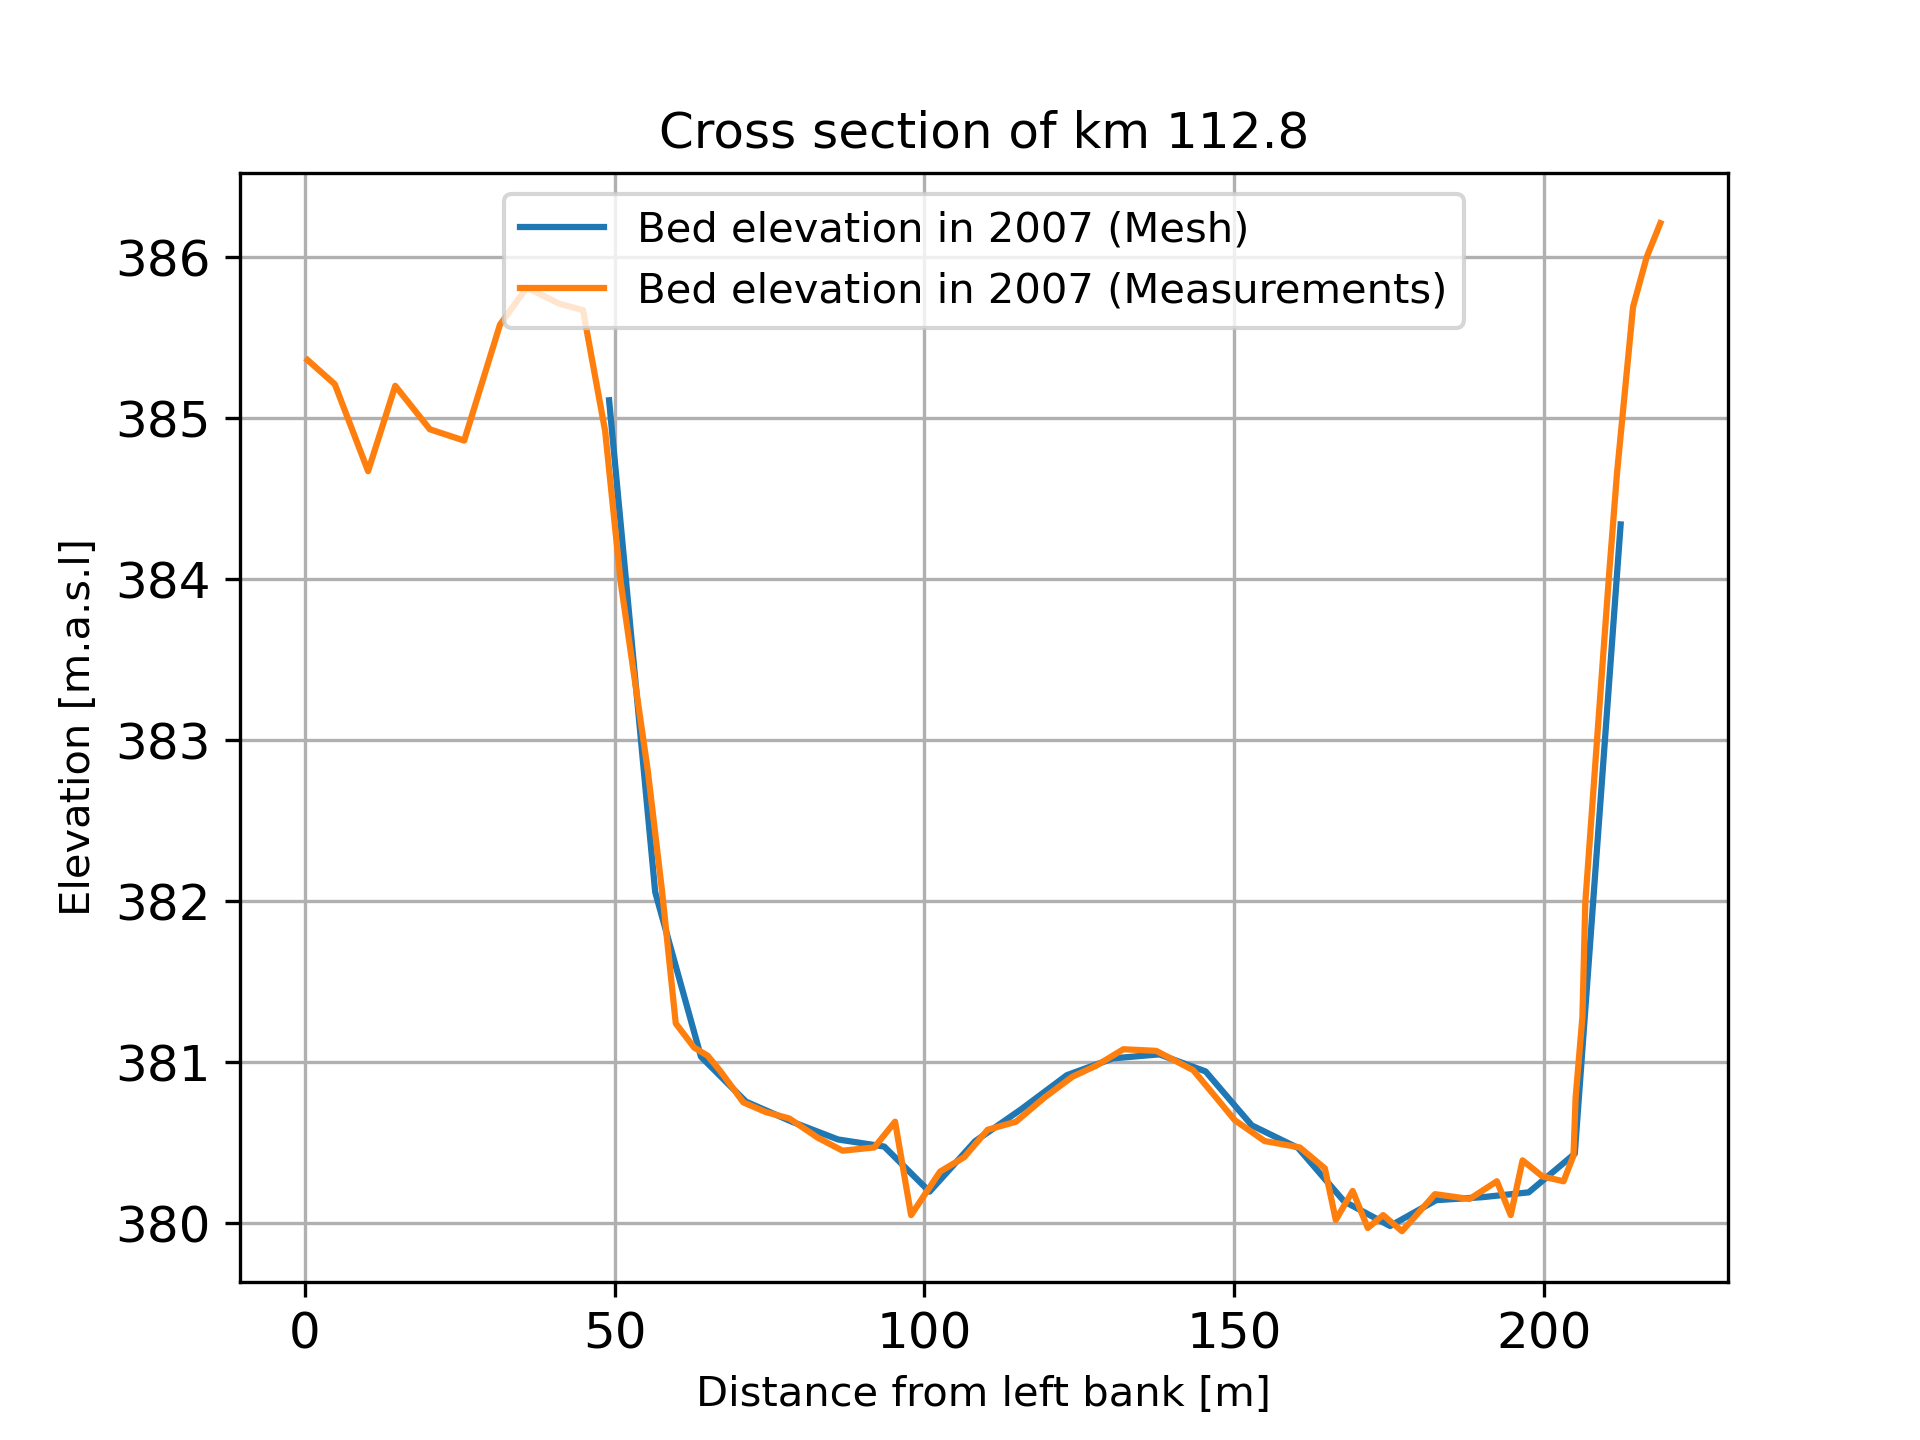 Cross section of km 112.8
Bed elevation in 2007 (Mesh)
Bed elevation in 2007 (Measurements)
386
385
384
383
382
381
380
Elevation [m.a.s.l]
0 50 100 150 200
Distance from left bank [m]